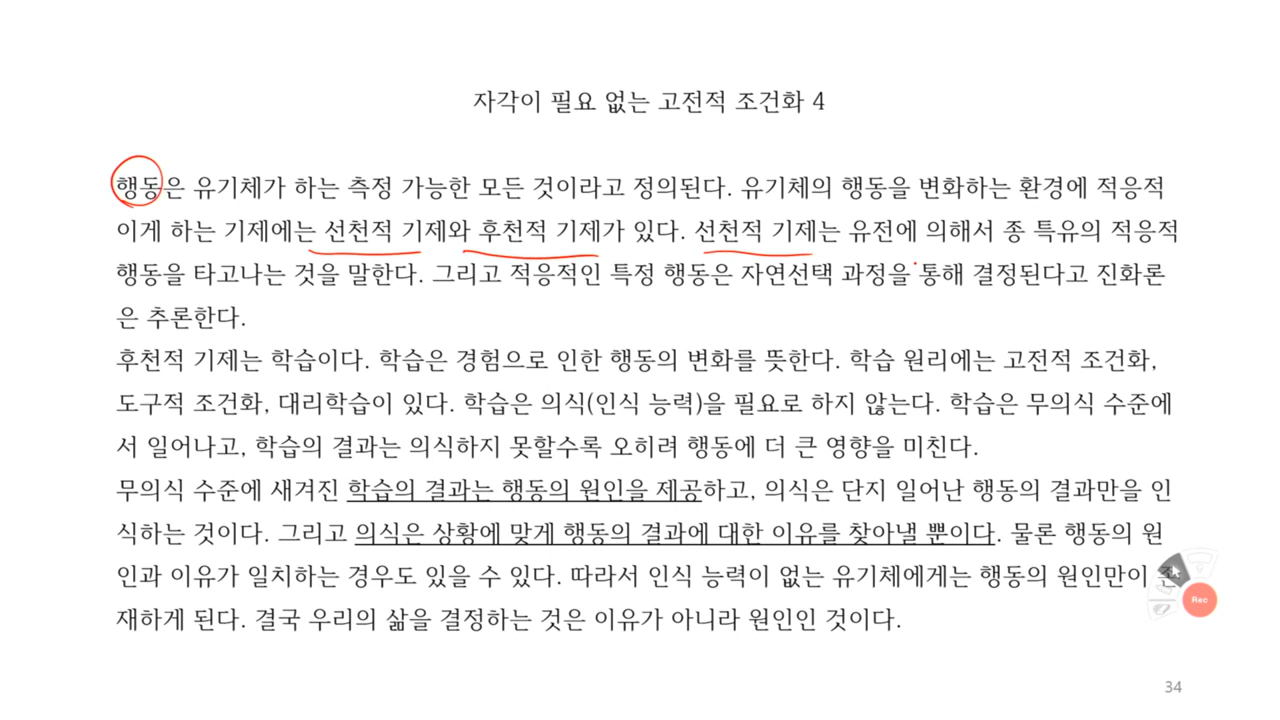 자각이 필요 없는 고전적 조건화 4
행동은 유기체가 하는 측정 가능한 모든 것이라고 정의된다. 유기체의 행동을 변화하는 환경에 적응적
이게 하는 기제에는 선천적 기제와 후천적 기제가 있다. 선천적 기제는 유전에 의해서 종 특유의 적응적
행동을 타고나는 것을 말한다. 그리고 적응적인 특정 행동은 자연선택 과정을 통해 결정된다고 진화론
은 추론한다.
후천적 기제는 학습이다. 학습은 경험으로 인한 행동의 변화를 뜻한다. 학습 원리에는 고전적 조건화,
도구적 조건화, 대리학습이 있다. 학습은 의식(인식 능력)을 필요로 하지 않는다. 학습은 무의식 수준에
서 일어나고, 학습의 결과는 의식하지 못할수록 오히려 행동에 더 큰 영향을 미친다.
무의식 수준에 새겨진 학습의 결과는 행동의 원인을 제공하고, 의식은 단지 일어난 행동의 결과만을 인
식하는 것이다. 그리고 의식은 상황에 맞게 행동의 결과에 대한 이유를 찾아낼 뿐이다. 물론 행동의 원
인과 이유가 일치하는 경우도 있을 수 있다. 따라서 인식 능력이 없는 유기체에게는 행동의 원인만이
재하게 된다. 결국 우리의 삶을 결정하는 것은 이유가 아니라 원인인 것이다.
Rec
34